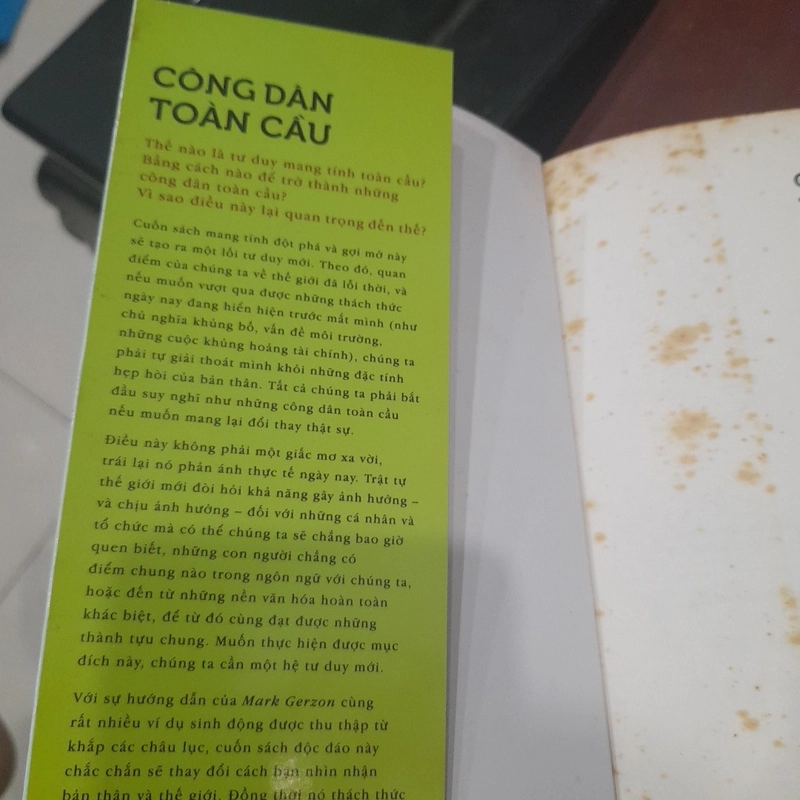 CÔNG DÂN
TOÀN CẦU
Thế nào là tư duy mang tính toàn cầu?
Bằng cách nào để trở thành những
công dân toàn cầu?
Vì sao điều này lại quan trọng đến thế?
Cuốn sách mang tính đột phá và gợi mở này
sẽ tạo ra một lối tư duy mới. Theo đó, quan
điểm của chúng ta về thế giới đã lỗi thời, và
nếu muốn vượt qua được những thách thức
ngày nay đang hiển hiện trước mắt mình (như
chủ nghĩa khủng bố, vấn đề môi trường,
những cuộc khủng hoảng tài chính), chúng ta
phải tự giải thoát mình khỏi những đặc tính
hẹp hòi của bản thân. Tất cả chúng ta phải bắt
đầu suy nghĩ như những công dân toàn cầu
nếu muốn mang lại đổi thay thật sự.
Điều này không phải một giấc mơ xa vời,
trái lại nó phản ánh thực tế ngày nay. Trật tự
thế giới mới đòi hỏi khả năng gây ảnh hưởng –
và chịu ảnh hưởng – đối với những cá nhân và
tổ chức mà có thể chúng ta sẽ chẳng bao giờ
quen biết, những con người chẳng có
điểm chung nào trong ngôn ngữ với chúng ta,
hoặc đến từ những nền văn hóa hoàn toàn
khác biệt, để từ đó cùng đạt được những
thành tựu chung. Muốn thực hiện được mục
đích này, chúng ta cần một hệ tư duy mới.
Với sự hướng dẫn của Mark Gerzon cùng
rất nhiều ví dụ sinh động được thu thập từ
khắp các châu lục, cuốn sách độc đáo này
chắc chắn sẽ thay đổi cách bạn nhìn nhận
bản thân và thế giới. Đồng thời nó thách thức